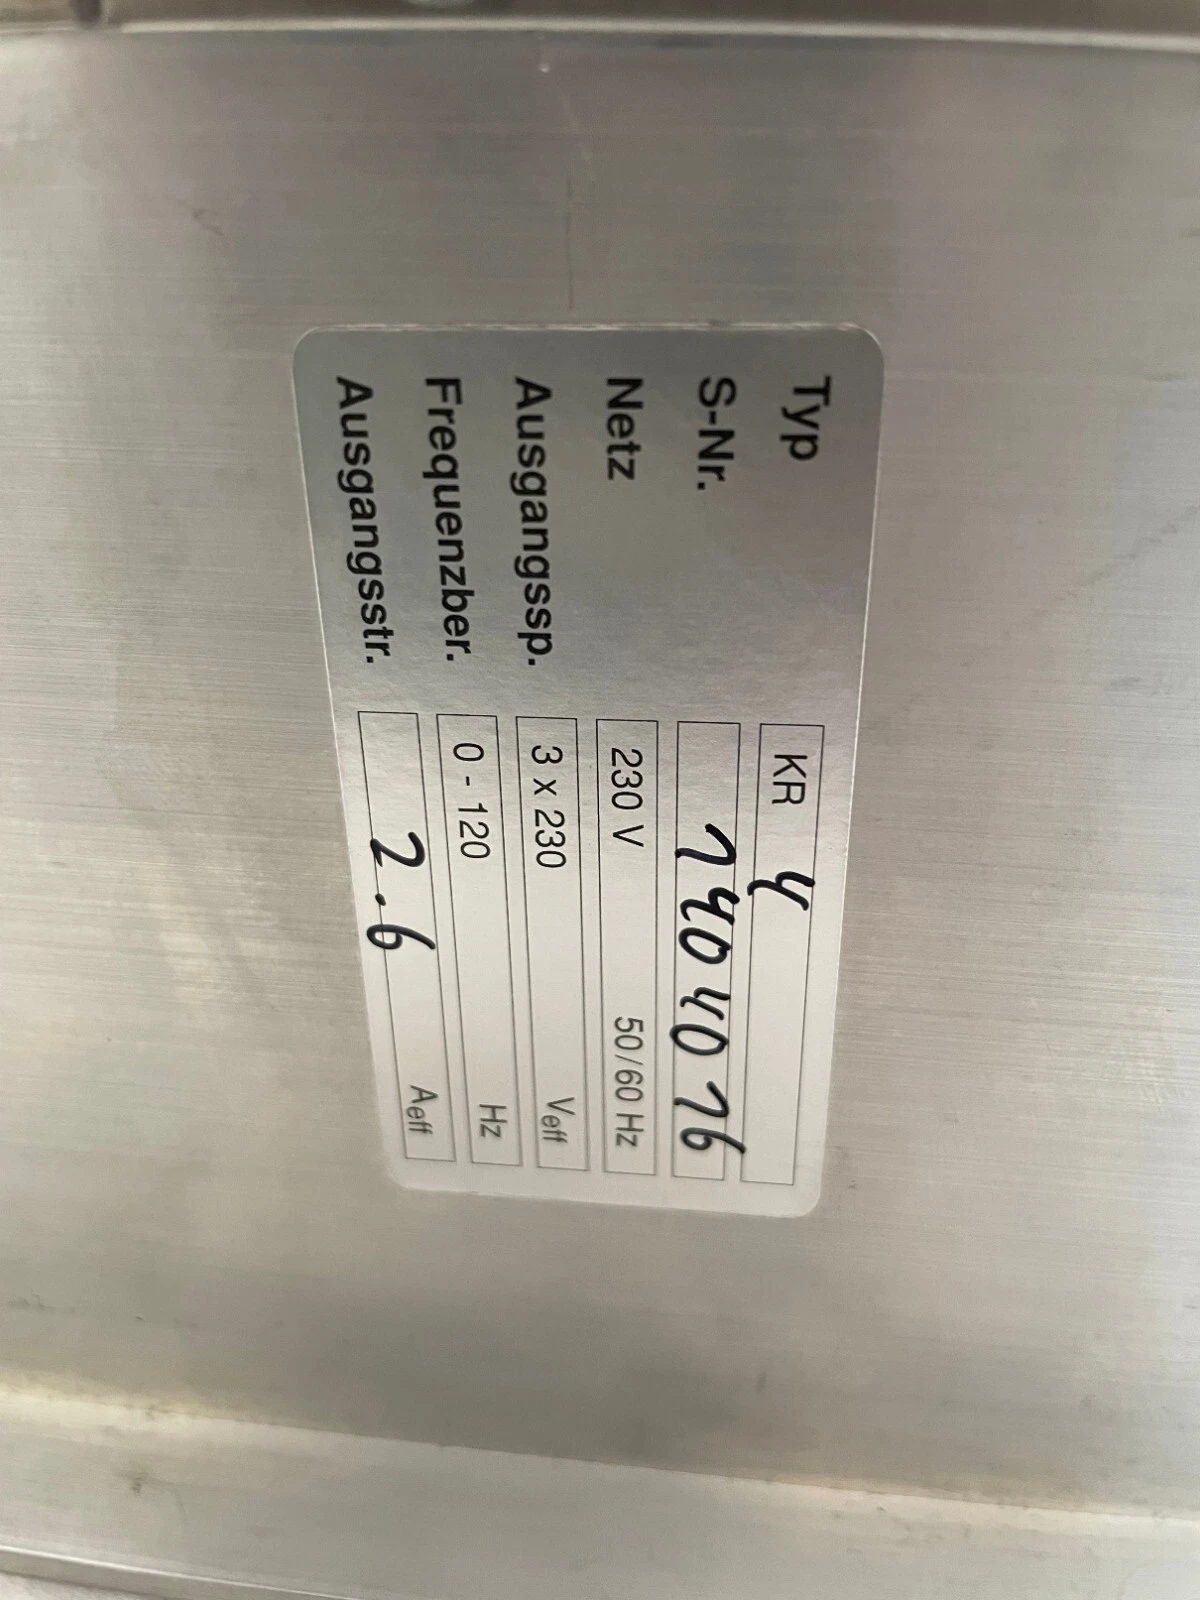 Typ KR 4
S-Nr. 1404016
Netz 230 V 50/60 Hz
Ausgangssp. 3 x 230 Veff
Frequenzber. 0 - 120 Hz
Ausgangsstr. 2.6 Aeff